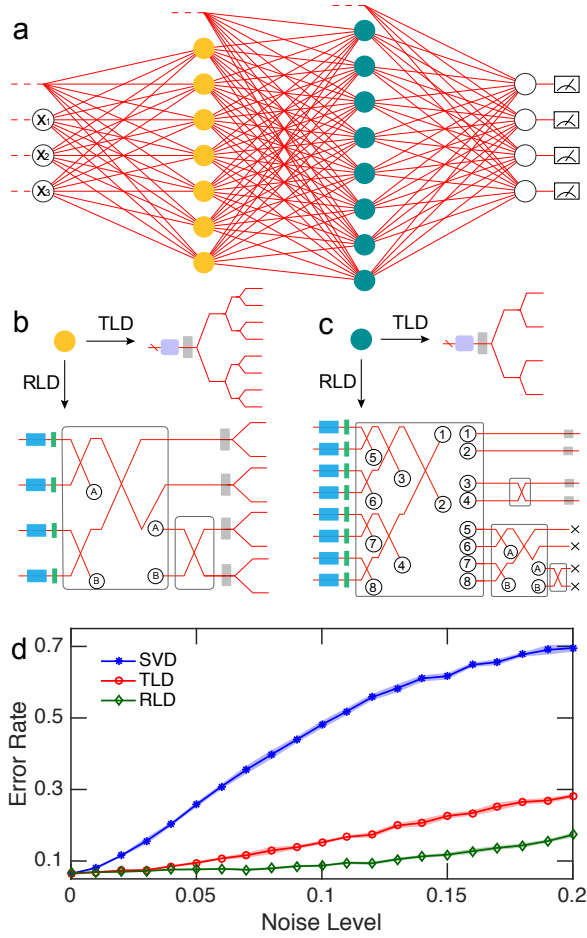 a
X1
X2
X3
b
TLD
RLD
A
B
A
B
c
TLD
RLD
1
2
3
4
5
6
7
8
1
2
3
4
5
6
7
8
A
B
A
B
d
SVD
TLD
RLD
Error Rate
0.7
0.5
0.3
0.1
0
0.05
0.1
0.15
0.2
Noise Level